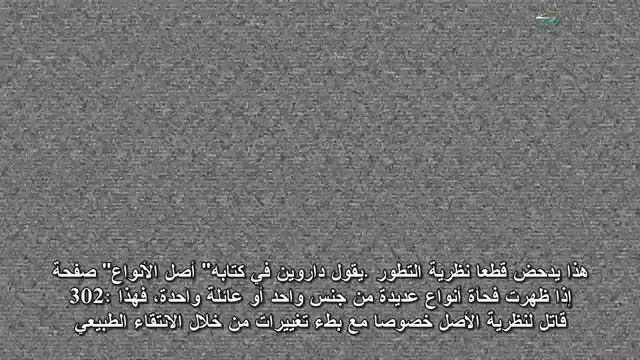 هذا يدحض قطعا نظرية التطور .يقول داروين في كتابه" أصل الأنواع" صفحة
302: إذا ظهرت فحأة أنواع عديدة من جنس واحد أو عائلة واحدة، فهذا
قاتل لنظرية الأصل خصوصا مع بطء تغييرات من خلال الانتقاء الطبيعي